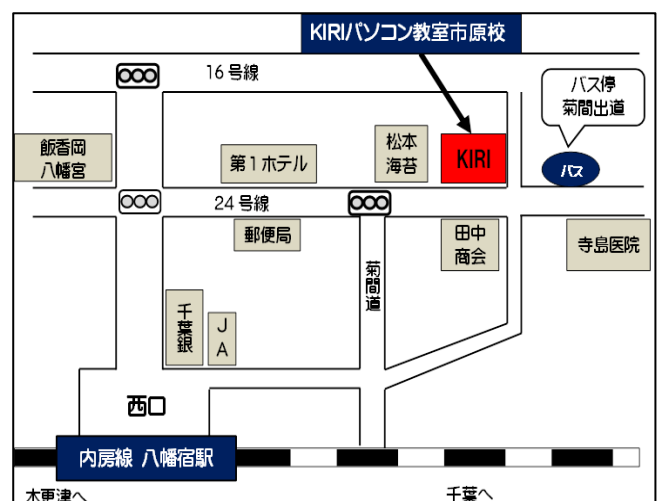 KIRIパソコン教室市原校
16号線
バス停
菊間出道
飯香岡
八幡宮
第1ホテル
松本
海苔
KIRI
バス
24号線
郵便局
田中
商会
寺島医院
菊間道
千葉銀
JA
西口
内房線 八幡宿駅
木更津へ
千葉へ